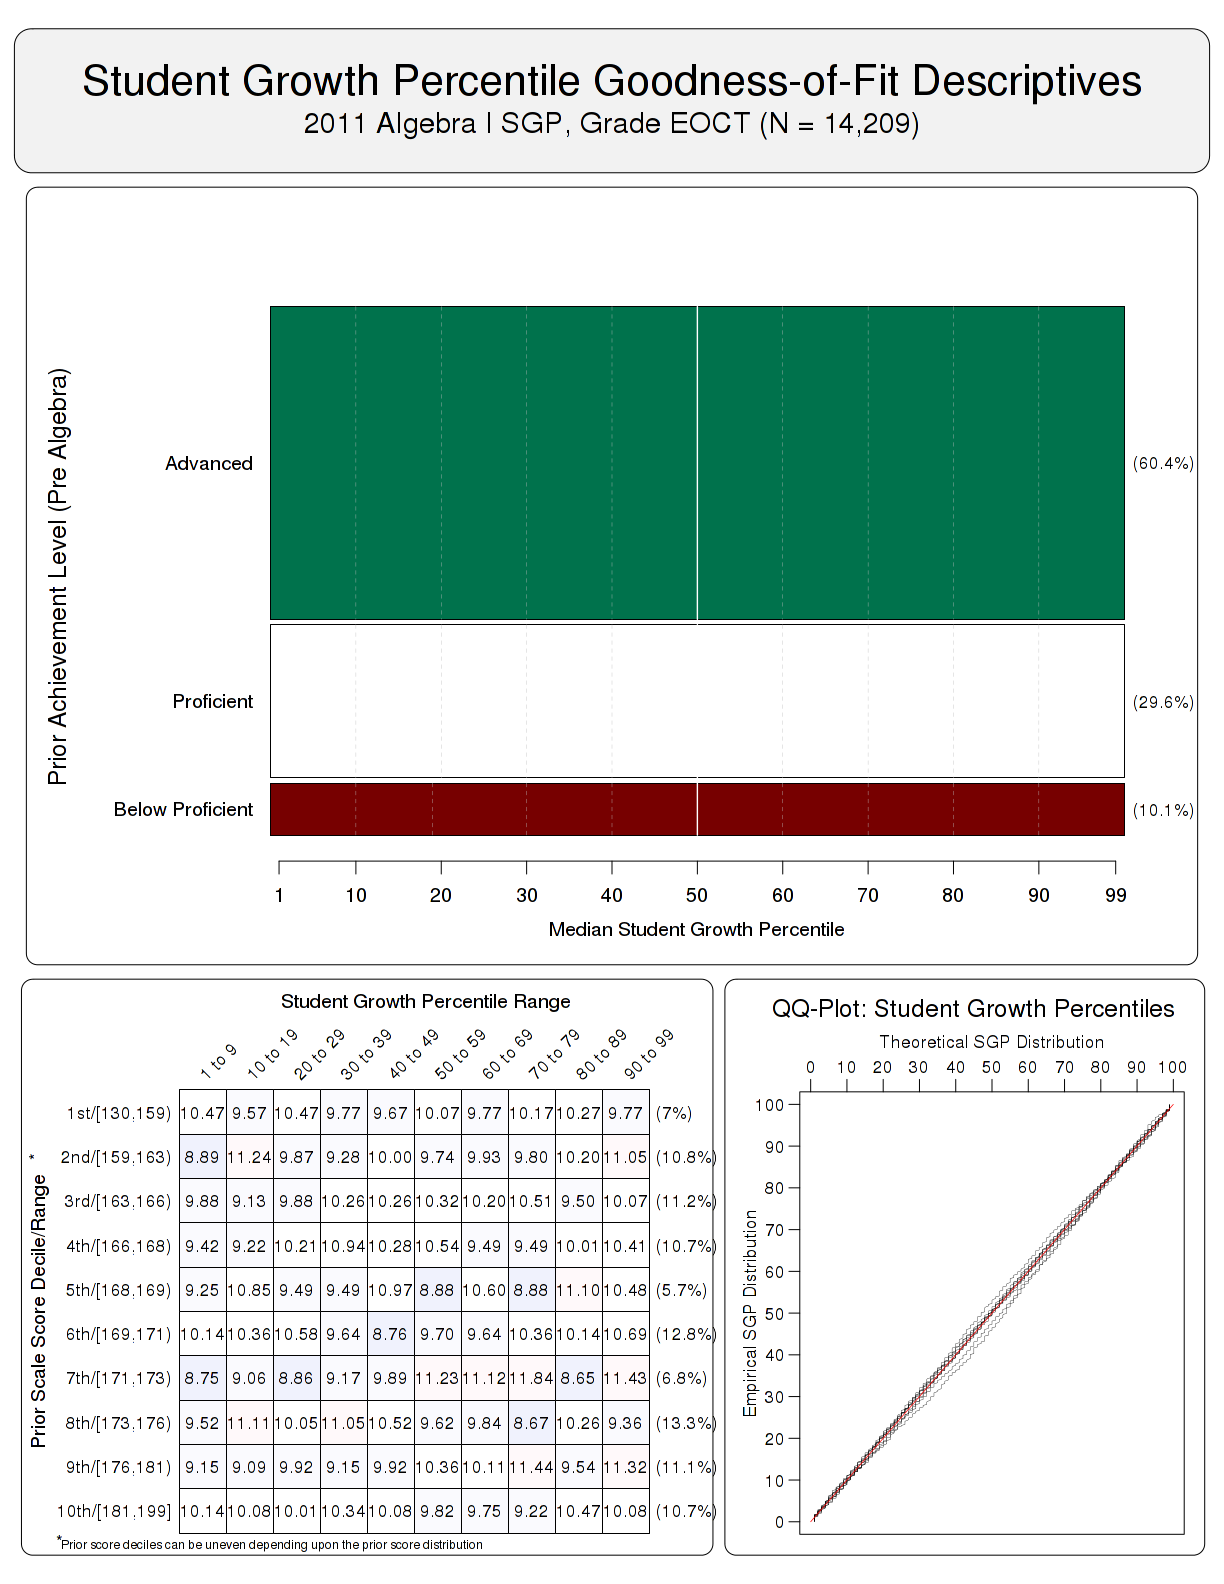 Student Growth Percentile Goodness-of-Fit Descriptives
2011 Algebra I SGP, Grade EOCT (N = 14,209)
Prior Achievement Level (Pre Algebra)
Advanced
(60.4%)
Proficient
(29.6%)
Below Proficient
(10.1%)
1 10 20 30 40 50 60 70 80 90 99
Median Student Growth Percentile
Student Growth Percentile Range
1 to 9 10 to 19 20 to 29 30 to 39 40 to 49 50 to 59 60 to 69 70 to 79 80 to 89 90 to 99
Prior Scale Score Decile/Range *
1st/[130,159) 10.47 9.57 10.47 9.77 9.67 10.07 9.77 10.17 10.27 9.77 (7%)
2nd/[159,163) 8.89 11.24 9.87 9.28 10.00 9.74 9.93 9.80 10.20 11.05 (10.8%)
3rd/[163,166) 9.88 9.13 9.88 10.26 10.26 10.32 10.20 10.51 9.50 10.07 (11.2%)
4th/[166,168) 9.42 9.22 10.21 10.94 10.28 10.54 9.49 9.49 10.01 10.41 (10.7%)
5th/[168,169) 9.25 10.85 9.49 9.49 10.97 8.88 10.60 8.88 11.10 10.48 (5.7%)
6th/[169,171) 10.14 10.36 10.58 9.64 8.76 9.70 9.64 10.36 10.14 10.69 (12.8%)
7th/[171,173) 8.75 9.06 8.86 9.17 9.89 11.23 11.12 11.84 8.65 11.43 (6.8%)
8th/[173,176) 9.52 11.11 10.05 11.05 10.52 9.62 9.84 8.67 10.26 9.36 (13.3%)
9th/[176,181) 9.15 9.09 9.92 9.15 9.92 10.36 10.11 11.44 9.54 11.32 (11.1%)
10th/[181,199] 10.14 10.08 10.01 10.34 10.08 9.82 9.75 9.22 10.47 10.08 (10.7%)
*Prior score deciles can be uneven depending upon the prior score distribution
QQ-Plot: Student Growth Percentiles
Theoretical SGP Distribution
0 10 20 30 40 50 60 70 80 90 100
Empirical SGP Distribution
100
90
80
70
60
50
40
30
20
10
0